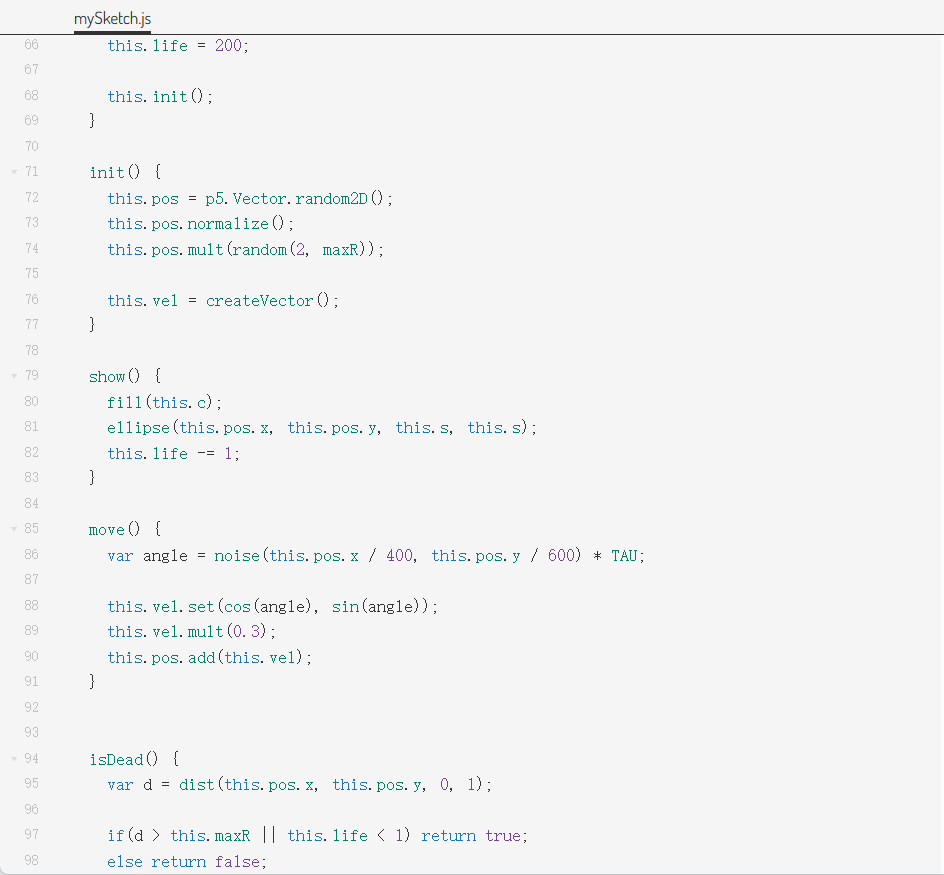 mySketch.js
66 this.life = 200;
67
68 this.init();
69 }
70
71 init() {
72 this.pos = p5.Vector.random2D();
73 this.pos.normalize();
74 this.pos.mult(random(2, maxR));
75
76 this.vel = createVector();
77 }
78
79 show() {
80 fill(this.c);
81 ellipse(this.pos.x, this.pos.y, this.s, this.s);
82 this.life -= 1;
83 }
84
85 move() {
86 var angle = noise(this.pos.x / 400, this.pos.y / 600) * TAU;
87
88 this.vel.set(cos(angle), sin(angle));
89 this.vel.mult(0.3);
90 this.pos.add(this.vel);
91 }
92
93
94 isDead() {
95 var d = dist(this.pos.x, this.pos.y, 0, 1);
96
97 if(d > this.maxR || this.life < 1) return true;
98 else return false;